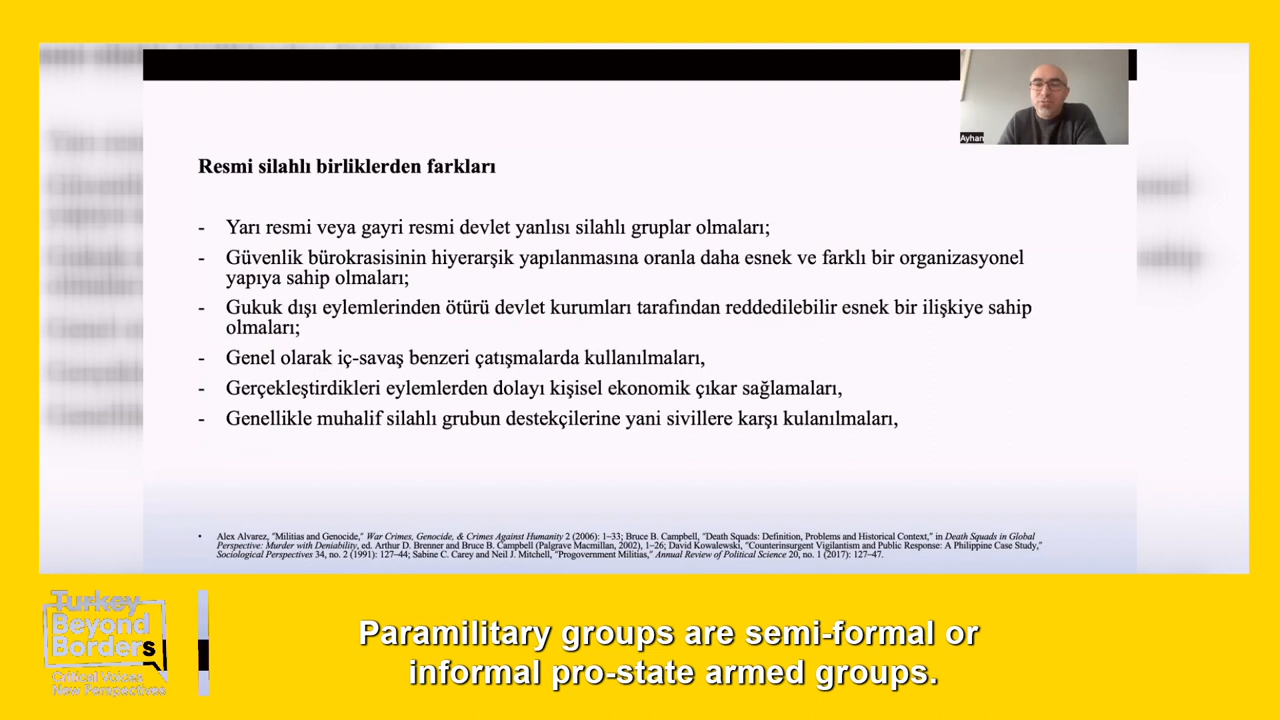 Ayhan
Resmi silahlı birliklerden farkları
- Yarı resmi veya gayri resmi devlet yanlısı silahlı gruplar olmaları;
- Güvenlik bürokrasisinin hiyerarşik yapılanmasına oranla daha esnek ve farklı bir organizasyonel
yapıya sahip olmaları;
- Gukuk dışı eylemlerinden ötürü devlet kurumları tarafından reddedilebilir esnek bir ilişkiye sahip
olmaları;
- Genel olarak iç-savaş benzeri çatışmalarda kullanılmaları,
- Gerçekleştirdikleri eylemlerden dolayı kişisel ekonomik çıkar sağlamaları,
- Genellikle muhalif silahlı grubun destekçilerine yani sivillere karşı kulanılmaları,
• Alex Alvarez, "Militias and Genocide," War Crimes, Genocide, & Crimes Against Humanity 2 (2006): 1–33; Bruce B. Campbell, "Death Squads: Definition, Problems and Historical Context," in Death Squads in Global
Perspective: Murder with Deniability, ed. Arthur D. Brenner and Bruce B. Campbell (Palgrave Macmillan, 2002), 1–26; David Kowalewski, "Counterinsurgent Vigilantism and Public Response: A Philippine Case Study,"
Sociological Perspectives 34, no. 2 (1991): 127–44; Sabine C. Carey and Neil J. Mitchell, "Progovernment Militias," Annual Review of Political Science 20, no. 1 (2017): 127–47.
Turkey
Beyond
Borders
Critical Voices
New Perspectives
Paramilitary groups are semi-formal or
informal pro-state armed groups.